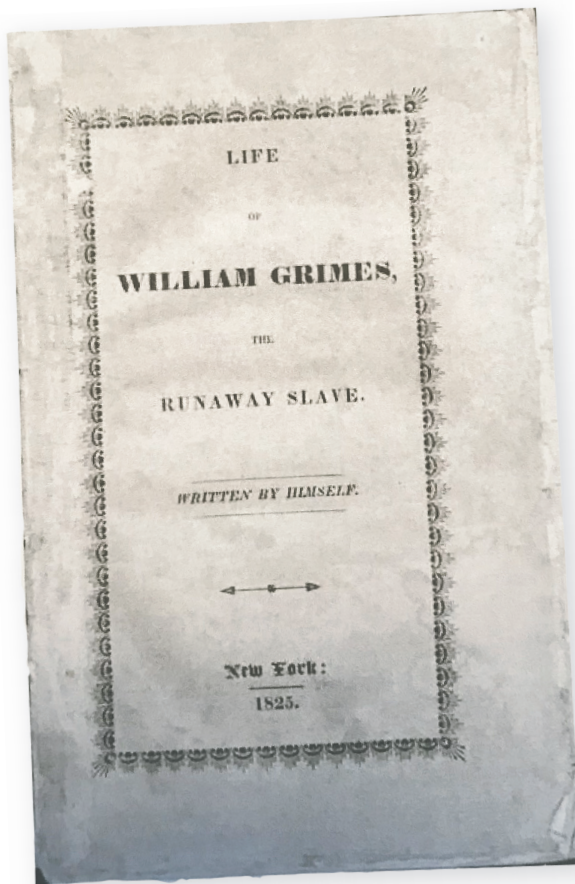 LIFE
OF
WILLIAM GRIMES,
THE
RUNAWAY SLAVE.
WRITTEN BY HIMSELF.
New York:
1825.